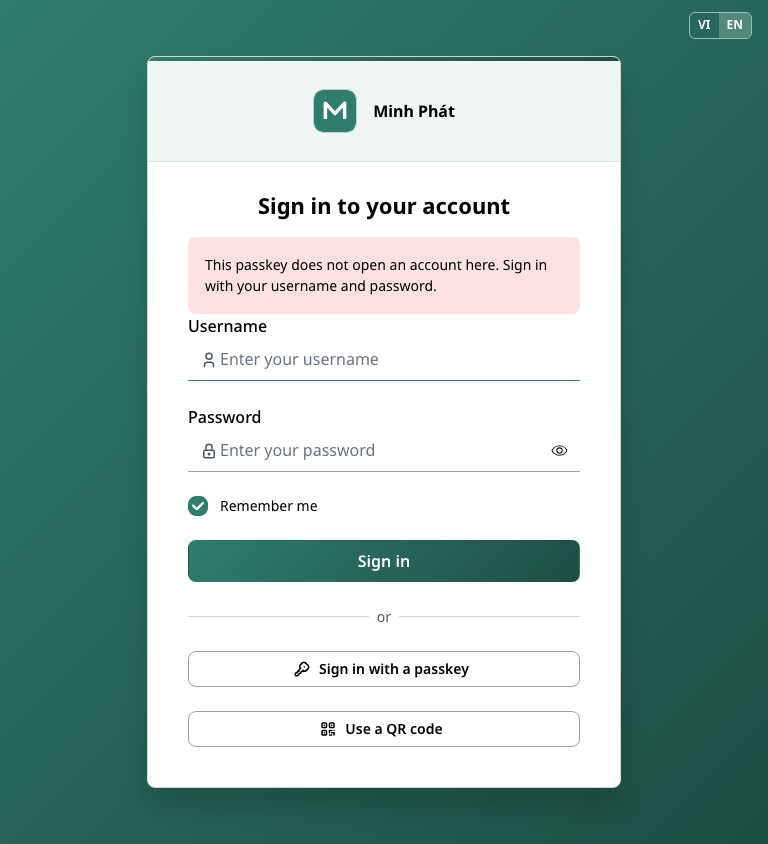 VI EN
Minh Phát
Sign in to your account
This passkey does not open an account here. Sign in
with your username and password.
Username
Enter your username
Password
Enter your password
Remember me
Sign in
or
Sign in with a passkey
Use a QR code